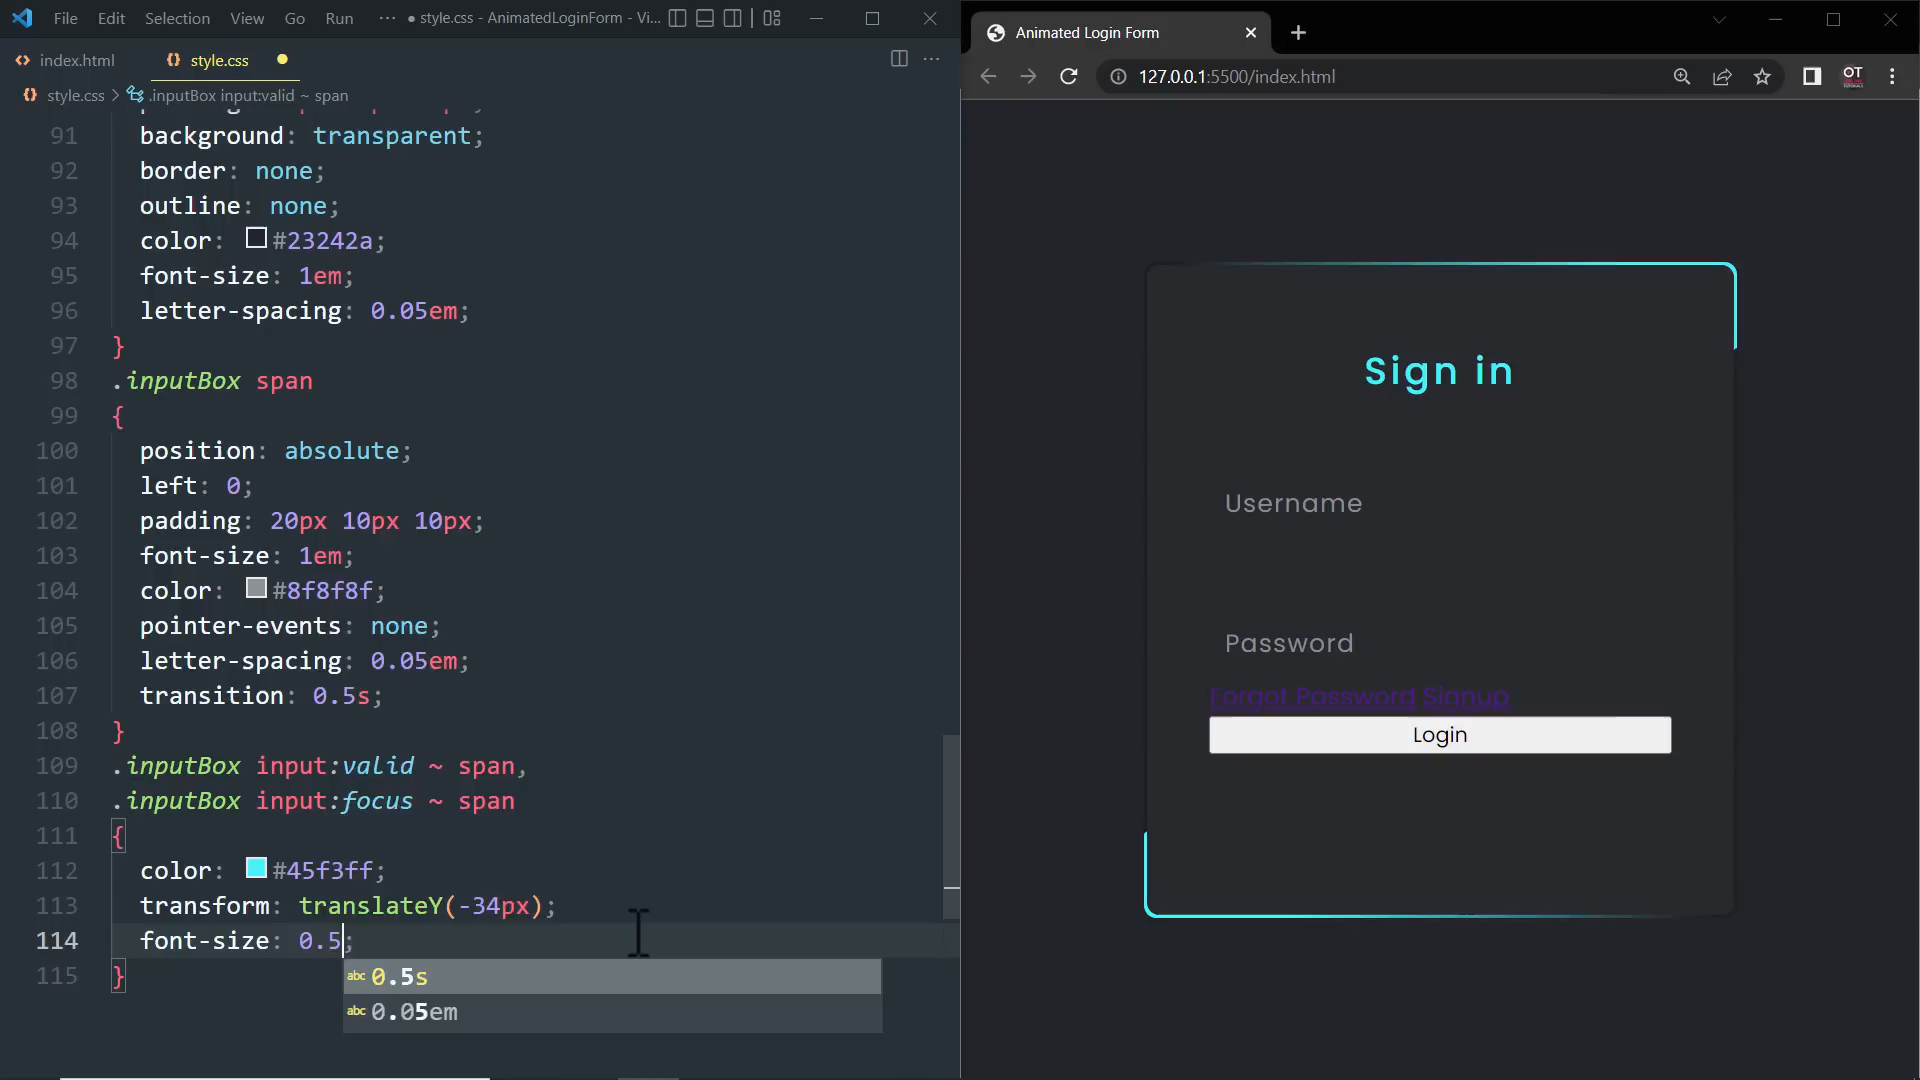 File Edit Selection View Go Run ··· ● style.css - AnimatedLoginForm - Vi...
index.html
style.css
style.css > .inputBox input:valid ~ span
91 background: transparent;
92 border: none;
93 outline: none;
94 color: #23242a;
95 font-size: 1em;
96 letter-spacing: 0.05em;
97 }
98 .inputBox span
99 {
100 position: absolute;
101 left: 0;
102 padding: 20px 10px 10px;
103 font-size: 1em;
104 color: #8f8f8f;
105 pointer-events: none;
106 letter-spacing: 0.05em;
107 transition: 0.5s;
108 }
109 .inputBox input:valid ~ span,
110 .inputBox input:focus ~ span
111 {
112 color: #45f3ff;
113 transform: translateY(-34px);
114 font-size: 0.5;
115 }
abc 0.5s
abc 0.05em
Animated Login Form
127.0.0.1:5500/index.html
OT
Sign in
Username
Password
Forgot Password Signup
Login